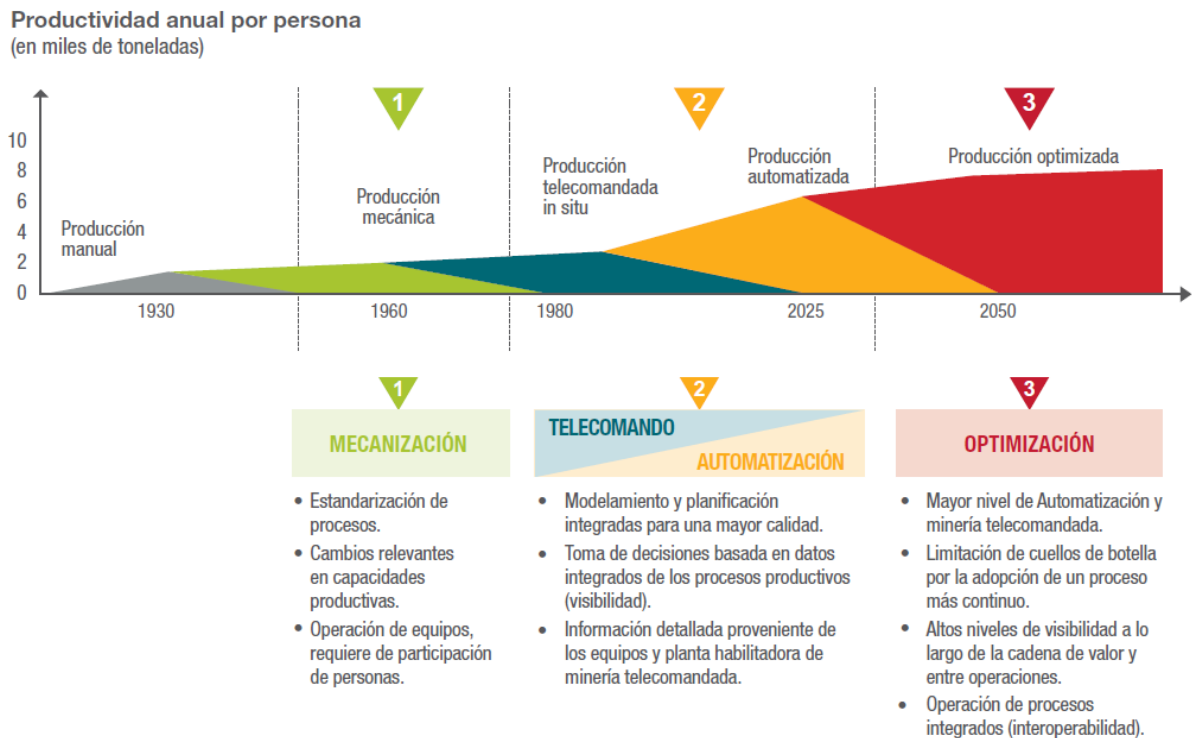 Productividad anual por persona
(en miles de toneladas)
1
2
3
10
8
6
4
2
0
Producción
manual
Producción
mecánica
Producción
telecomandada
in situ
Producción
automatizada
Producción optimizada
1930
1960
1980
2025
2050
1
MECANIZACIÓN
• Estandarización de
procesos.
• Cambios relevantes
en capacidades
productivas.
• Operación de equipos,
requiere de participación
de personas.
2
TELECOMANDO
AUTOMATIZACIÓN
• Modelamiento y planificación
integradas para una mayor calidad.
• Toma de decisiones basada en datos
integrados de los procesos productivos
(visibilidad).
• Información detallada proveniente de
los equipos y planta habilitadora de
minería telecomandada.
3
OPTIMIZACIÓN
• Mayor nivel de Automatización y
minería telecomandada.
• Limitación de cuellos de botella
por la adopción de un proceso
más continuo.
• Altos niveles de visibilidad a lo
largo de la cadena de valor y
entre operaciones.
• Operación de procesos
integrados (interoperabilidad).